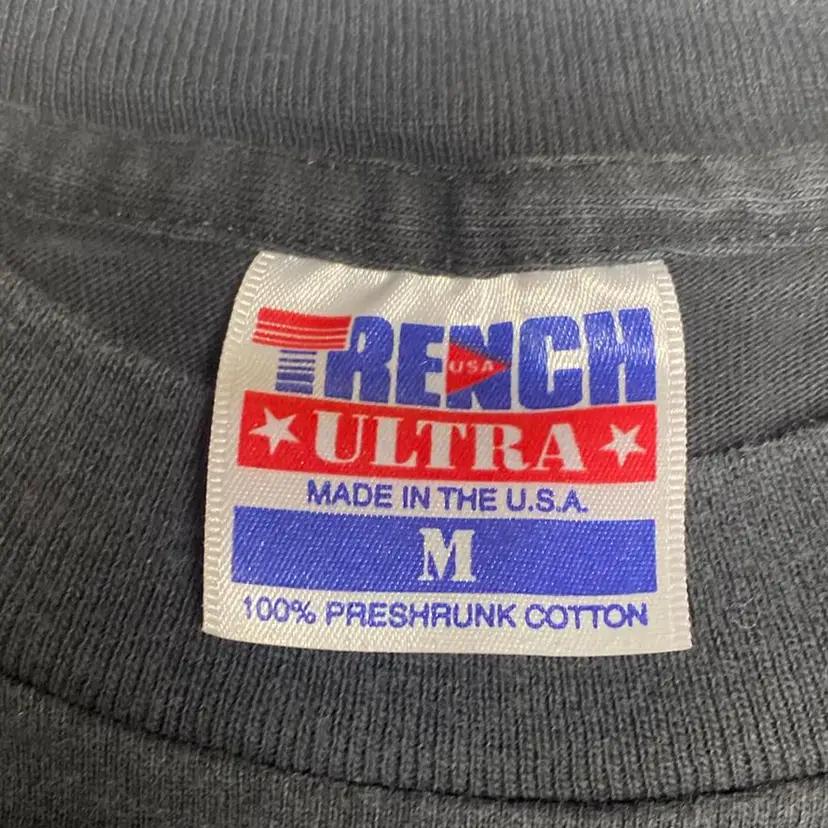 TRENCH
USA
ULTRA
MADE IN THE U.S.A.
M
100% PRESHRUNK COTTON